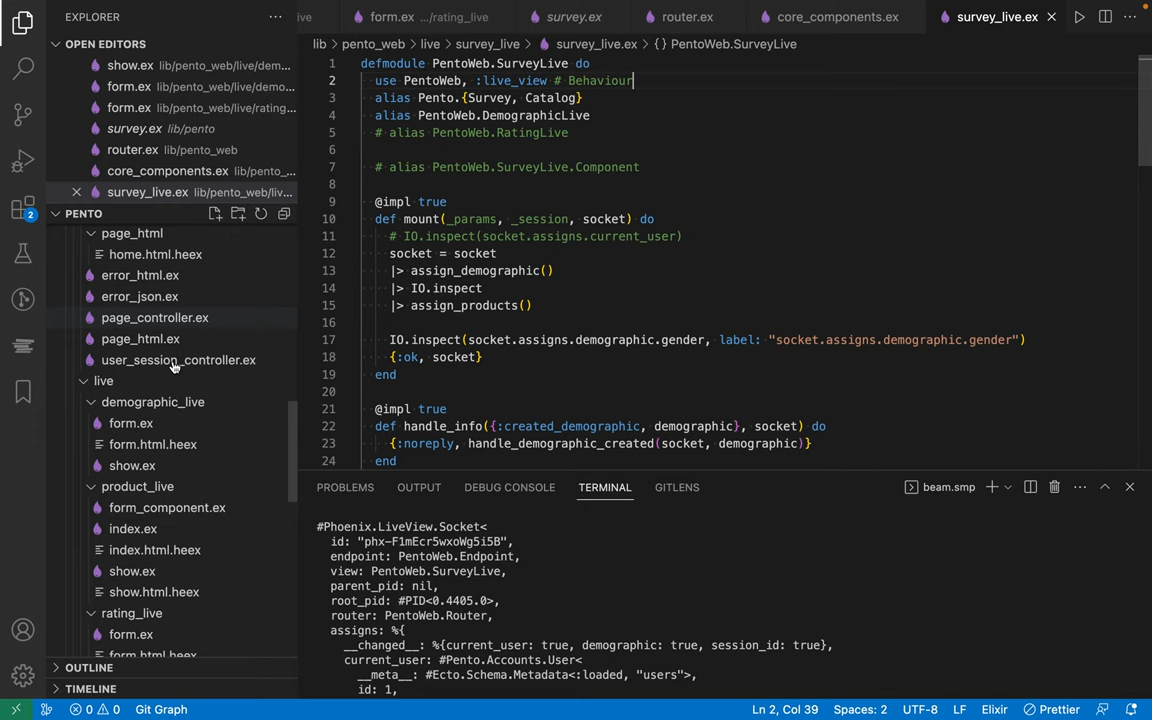 EXPLORER
live
form.ex .../rating_live
survey.ex
router.ex
core_components.ex
survey_live.ex
OPEN EDITORS
show.ex lib/pento_web/live/dem...
form.ex lib/pento_web/live/demo...
form.ex lib/pento_web/live/rating...
survey.ex lib/pento
router.ex lib/pento_web
core_components.ex lib/pento_...
survey_live.ex lib/pento_web/liv...
PENTO
page_html
home.html.heex
error_html.ex
error_json.ex
page_controller.ex
page_html.ex
user_session_controller.ex
live
demographic_live
form.ex
form.html.heex
show.ex
product_live
form_component.ex
index.ex
index.html.heex
show.ex
show.html.heex
rating_live
form.ex
form.html.heex
OUTLINE
TIMELINE
2
lib > pento_web > live > survey_live > survey_live.ex > {} PentoWeb.SurveyLive
1 defmodule PentoWeb.SurveyLive do
2 use PentoWeb, :live_view # Behaviour
3 alias Pento.{Survey, Catalog}
4 alias PentoWeb.DemographicLive
5 # alias PentoWeb.RatingLive
6
7 # alias PentoWeb.SurveyLive.Component
8
9 @impl true
10 def mount(_params, _session, socket) do
11 # IO.inspect(socket.assigns.current_user)
12 socket = socket
13 |> assign_demographic()
14 |> IO.inspect
15 |> assign_products()
16
17 IO.inspect(socket.assigns.demographic.gender, label: "socket.assigns.demographic.gender")
18 {:ok, socket}
19 end
20
21 @impl true
22 def handle_info({:created_demographic, demographic}, socket) do
23 {:noreply, handle_demographic_created(socket, demographic)}
24 end
PROBLEMS OUTPUT DEBUG CONSOLE TERMINAL GITLENS
beam.smp
#Phoenix.LiveView.Socket<
id: "phx-F1mEcr5wxoWg5i5B",
endpoint: PentoWeb.Endpoint,
view: PentoWeb.SurveyLive,
parent_pid: nil,
root_pid: #PID<0.4405.0>,
router: PentoWeb.Router,
assigns: %{
__changed__: %{current_user: true, demographic: true, session_id: true},
current_user: #Pento.Accounts.User<
__meta__: #Ecto.Schema.Metadata<:loaded, "users">,
id: 1,
0 0 Git Graph
Ln 2, Col 39 Spaces: 2 UTF-8 LF Elixir Prettier